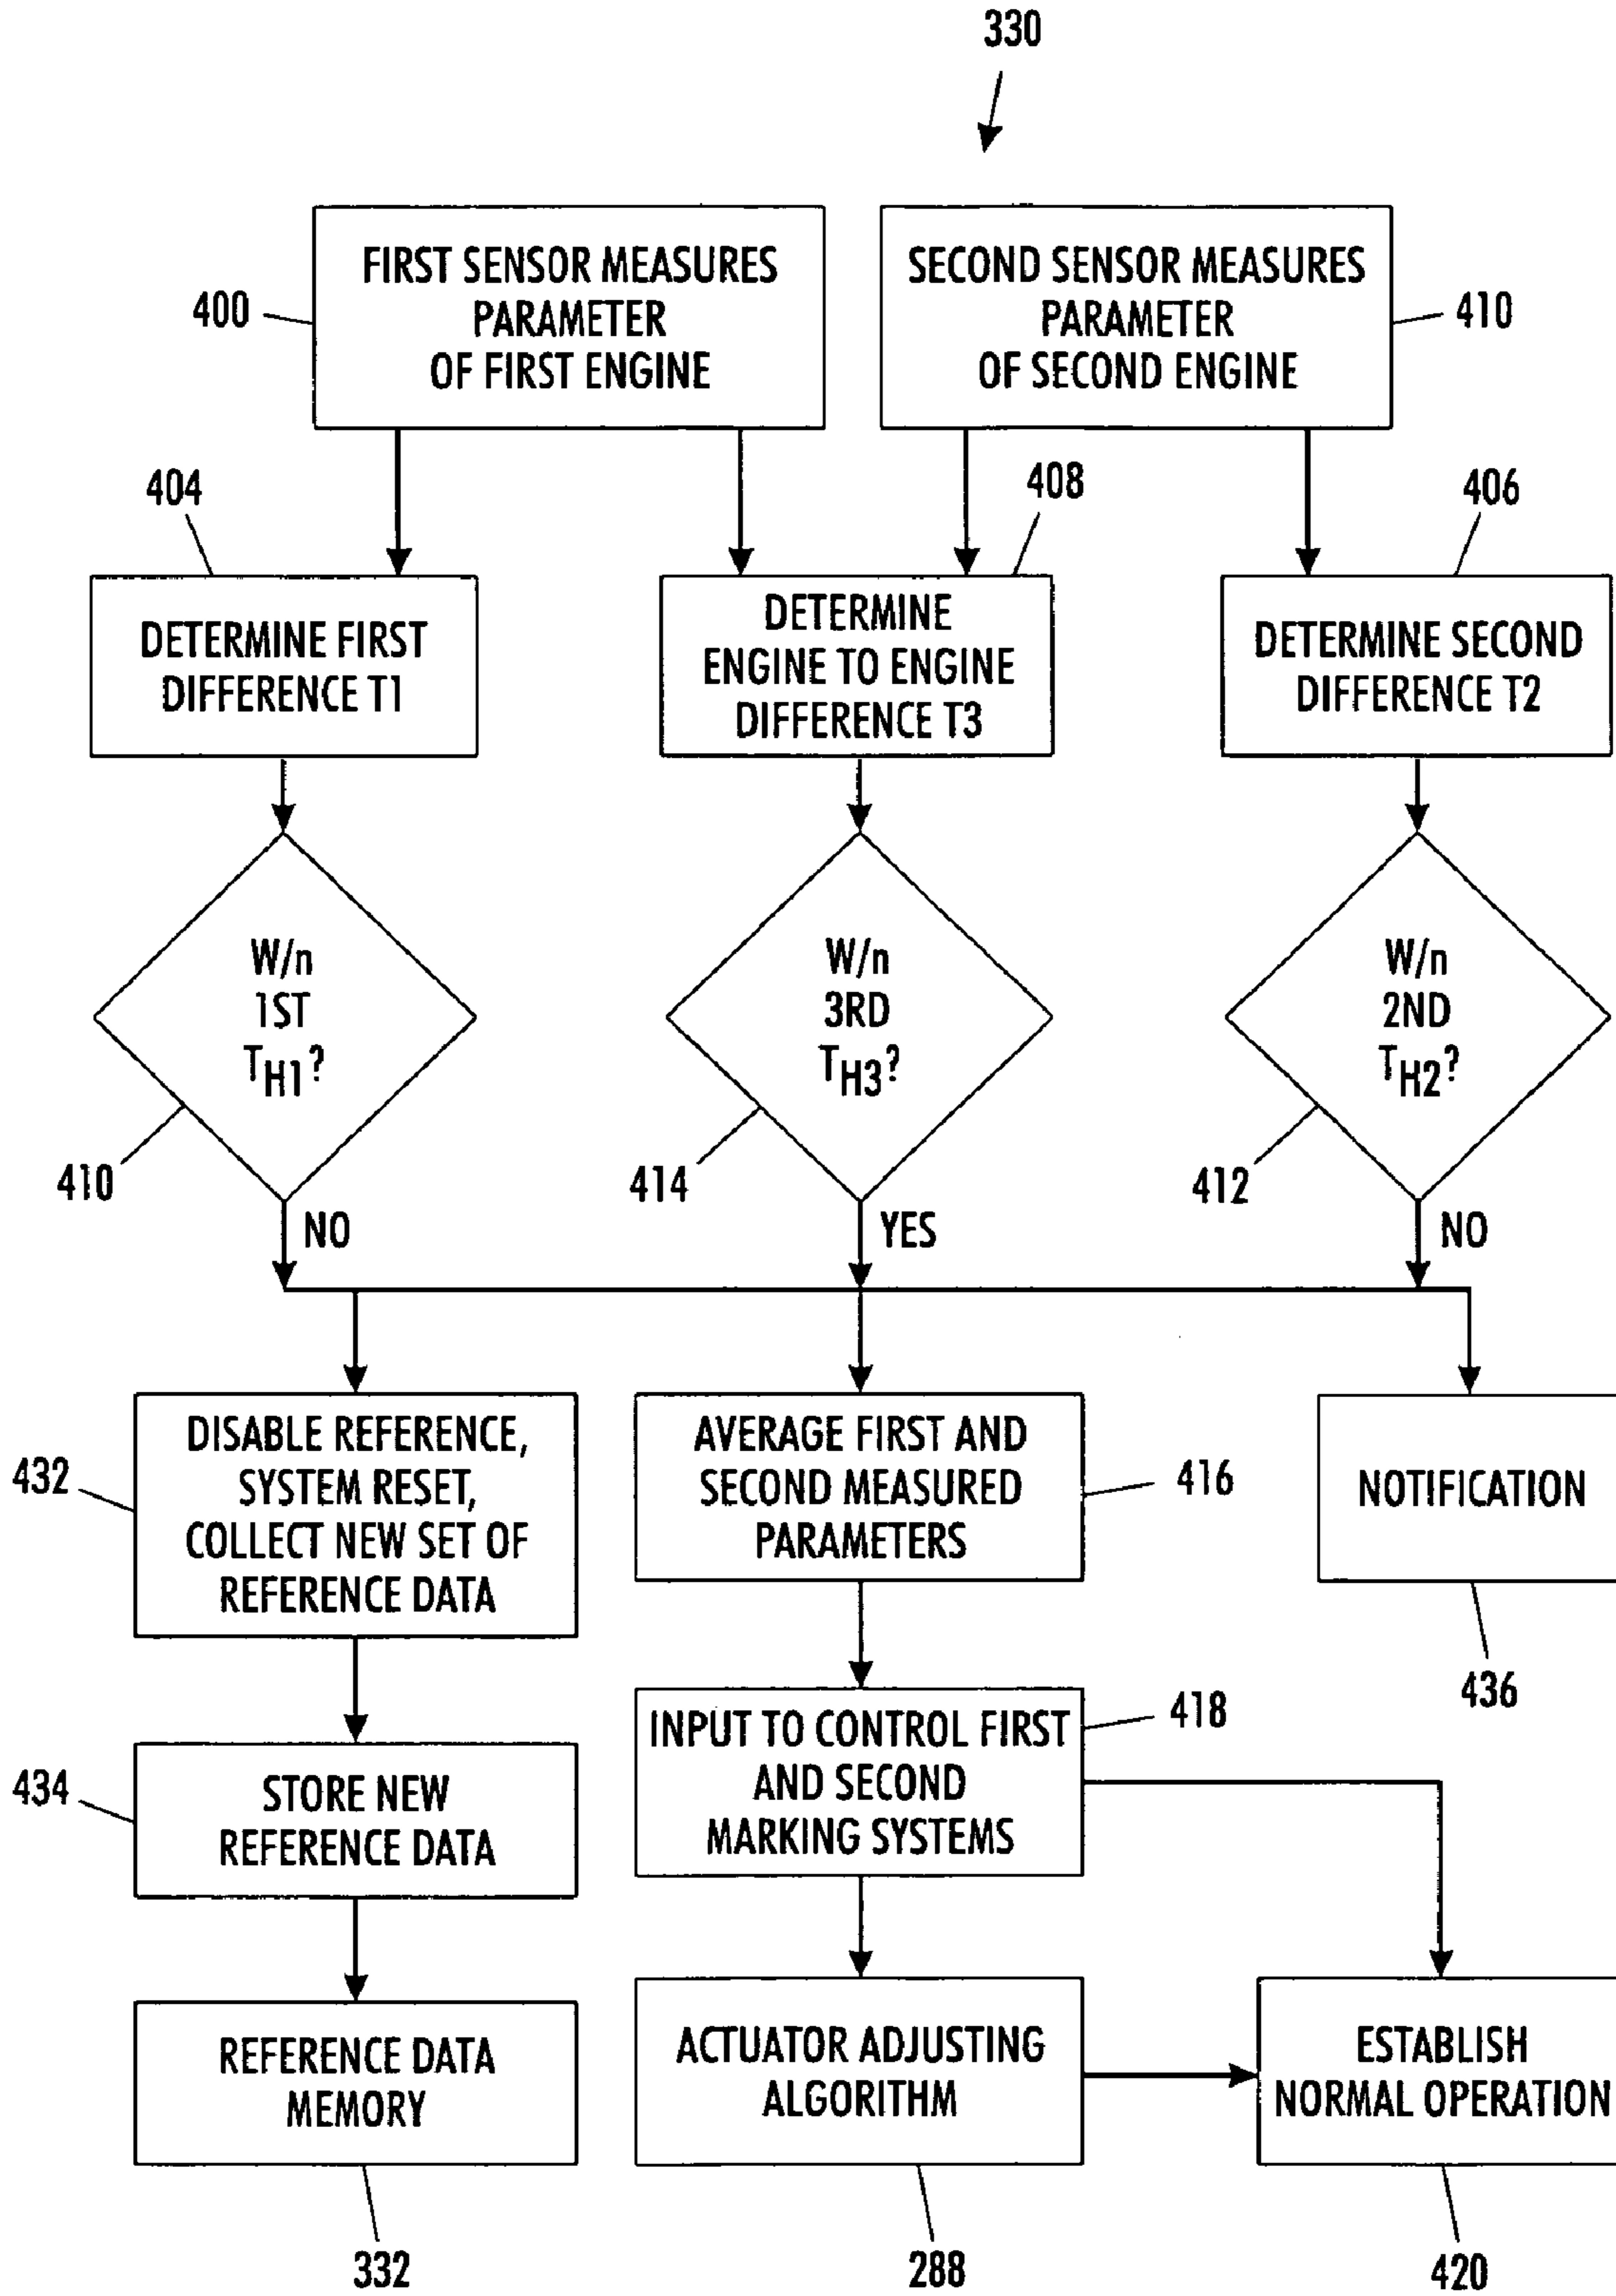 330
FIRST SENSOR MEASURES
PARAMETER
OF FIRST ENGINE
400
SECOND SENSOR MEASURES
PARAMETER
OF SECOND ENGINE
410
404
408
406
DETERMINE FIRST
DIFFERENCE T1
DETERMINE
ENGINE TO ENGINE
DIFFERENCE T3
DETERMINE SECOND
DIFFERENCE T2
W/n
1ST
TH1?
410
W/n
3RD
TH3?
414
W/n
2ND
TH2?
412
NO
YES
NO
432
DISABLE REFERENCE,
SYSTEM RESET,
COLLECT NEW SET OF
REFERENCE DATA
AVERAGE FIRST AND
SECOND MEASURED
PARAMETERS
416
NOTIFICATION
436
434
STORE NEW
REFERENCE DATA
INPUT TO CONTROL FIRST
AND SECOND
MARKING SYSTEMS
418
REFERENCE DATA
MEMORY
332
ACTUATOR ADJUSTING
ALGORITHM
288
ESTABLISH
NORMAL OPERATION
420